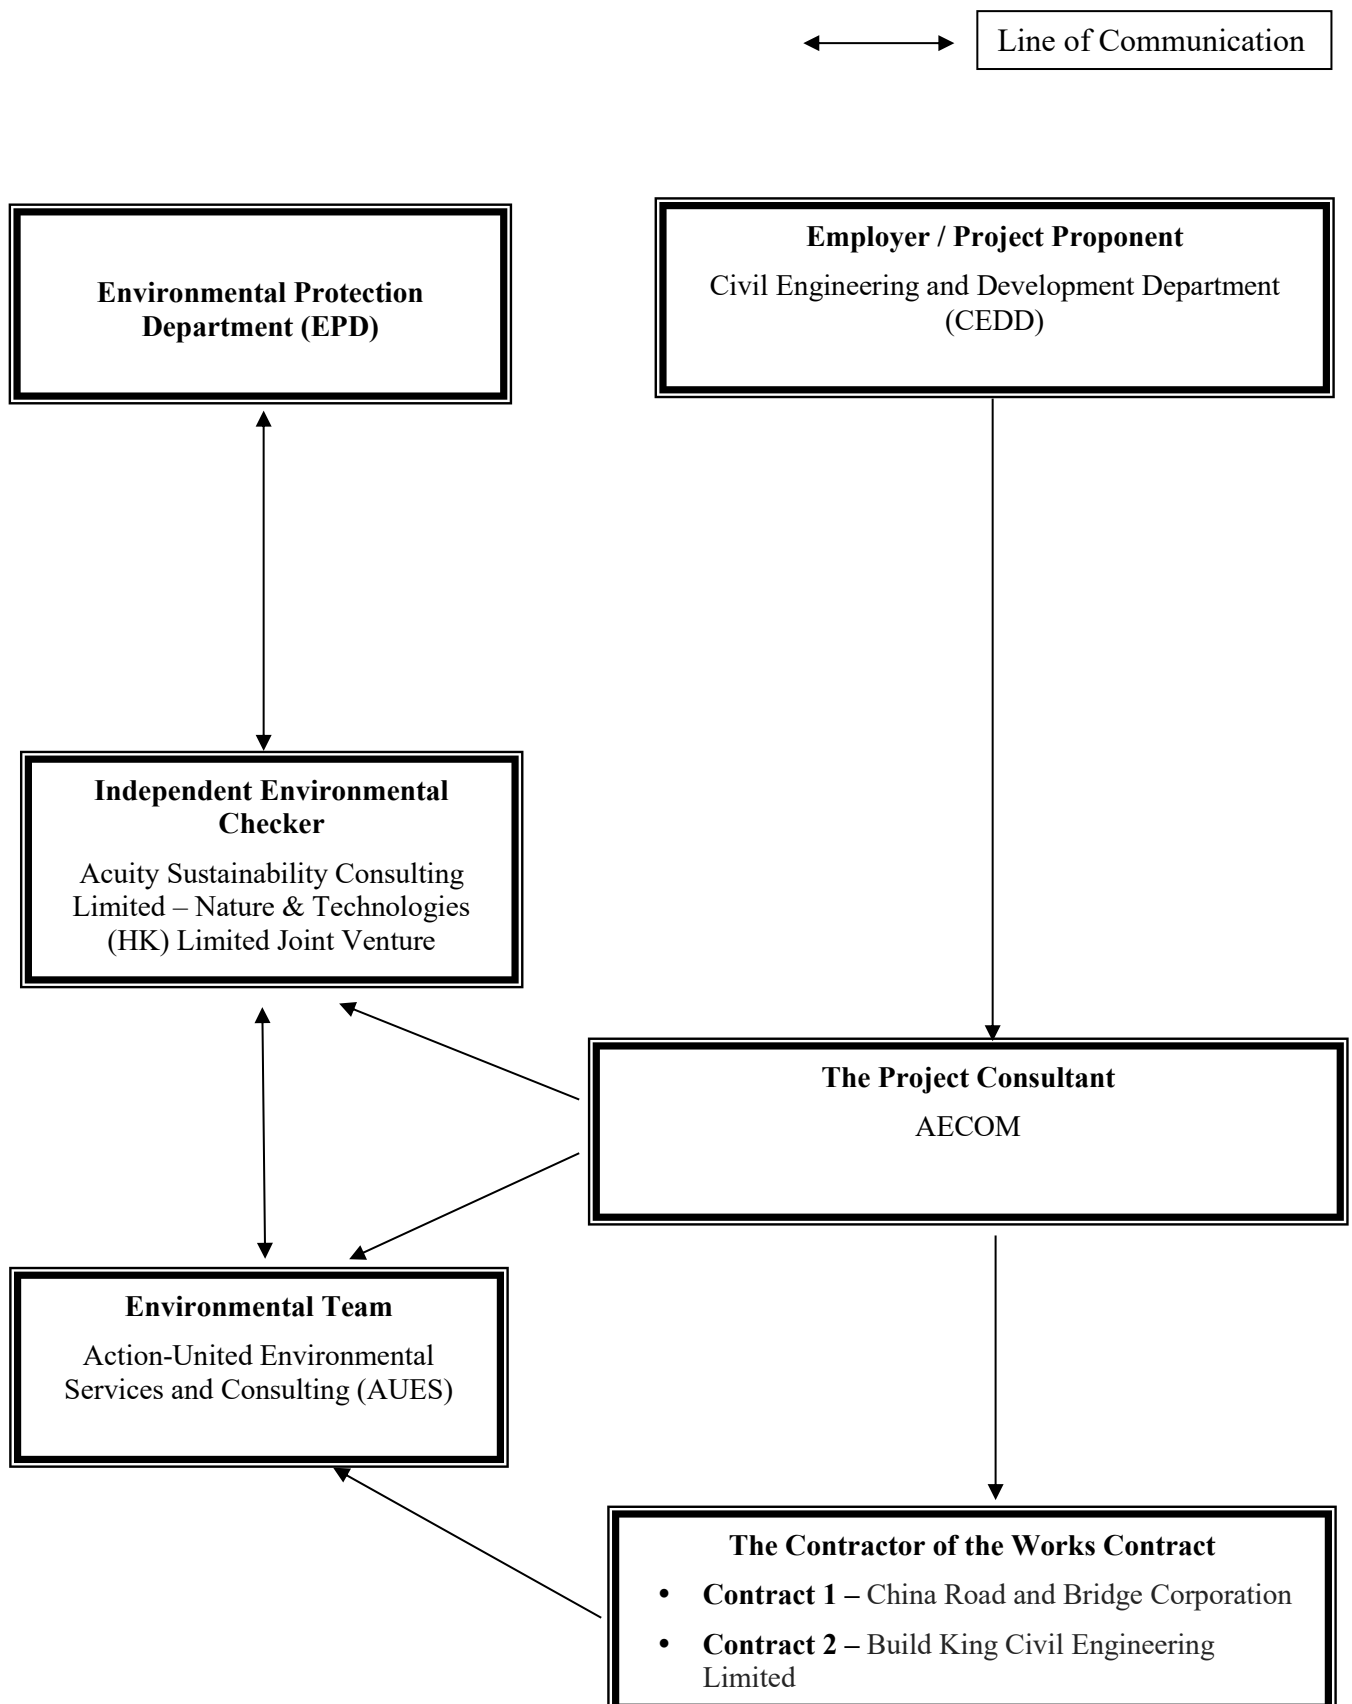 Line of Communication
Environmental Protection
Department (EPD)
Employer / Project Proponent
Civil Engineering and Development Department
(CEDD)
Independent Environmental
Checker
Acuity Sustainability Consulting
Limited – Nature & Technologies
(HK) Limited Joint Venture
The Project Consultant
AECOM
Environmental Team
Action-United Environmental
Services and Consulting (AUES)
The Contractor of the Works Contract
• Contract 1 – China Road and Bridge Corporation
• Contract 2 – Build King Civil Engineering
Limited